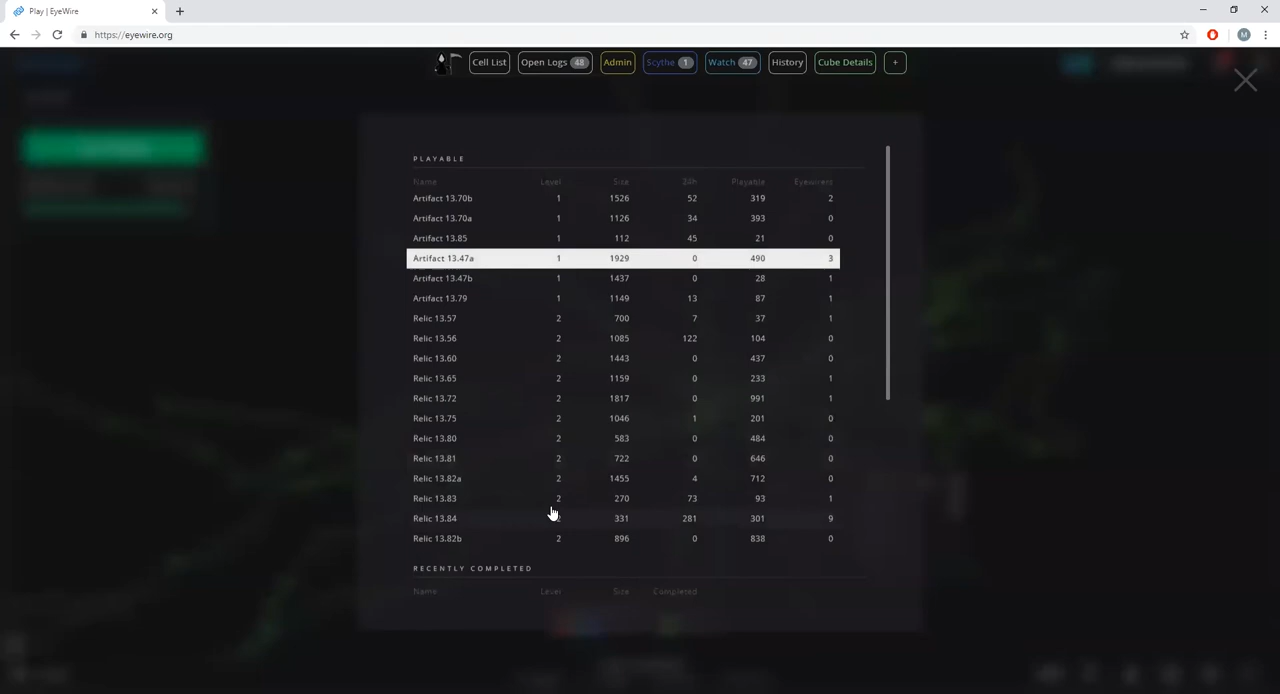 Play | EyeWire
https://eyewire.org
M
Cell List
Open Logs 48
Admin
Scythe 1
Watch 47
History
Cube Details
+
PLAYABLE
Name Level Size 24h Playable Eyewirers
Artifact 13.70b 1 1526 52 319 2
Artifact 13.70a 1 1126 34 393 0
Artifact 13.85 1 112 45 21 0
Artifact 13.47a 1 1929 0 490 3
Artifact 13.47b 1 1437 0 28 1
Artifact 13.79 1 1149 13 87 1
Relic 13.57 2 700 7 37 1
Relic 13.56 2 1085 122 104 0
Relic 13.60 2 1443 0 437 0
Relic 13.65 2 1159 0 233 1
Relic 13.72 2 1817 0 991 1
Relic 13.75 2 1046 1 201 0
Relic 13.80 2 583 0 484 0
Relic 13.81 2 722 0 646 0
Relic 13.82a 2 1455 4 712 0
Relic 13.83 2 270 73 93 1
Relic 13.84 2 331 281 301 9
Relic 13.82b 2 896 0 838 0
RECENTLY COMPLETED
Name Level Size Completed